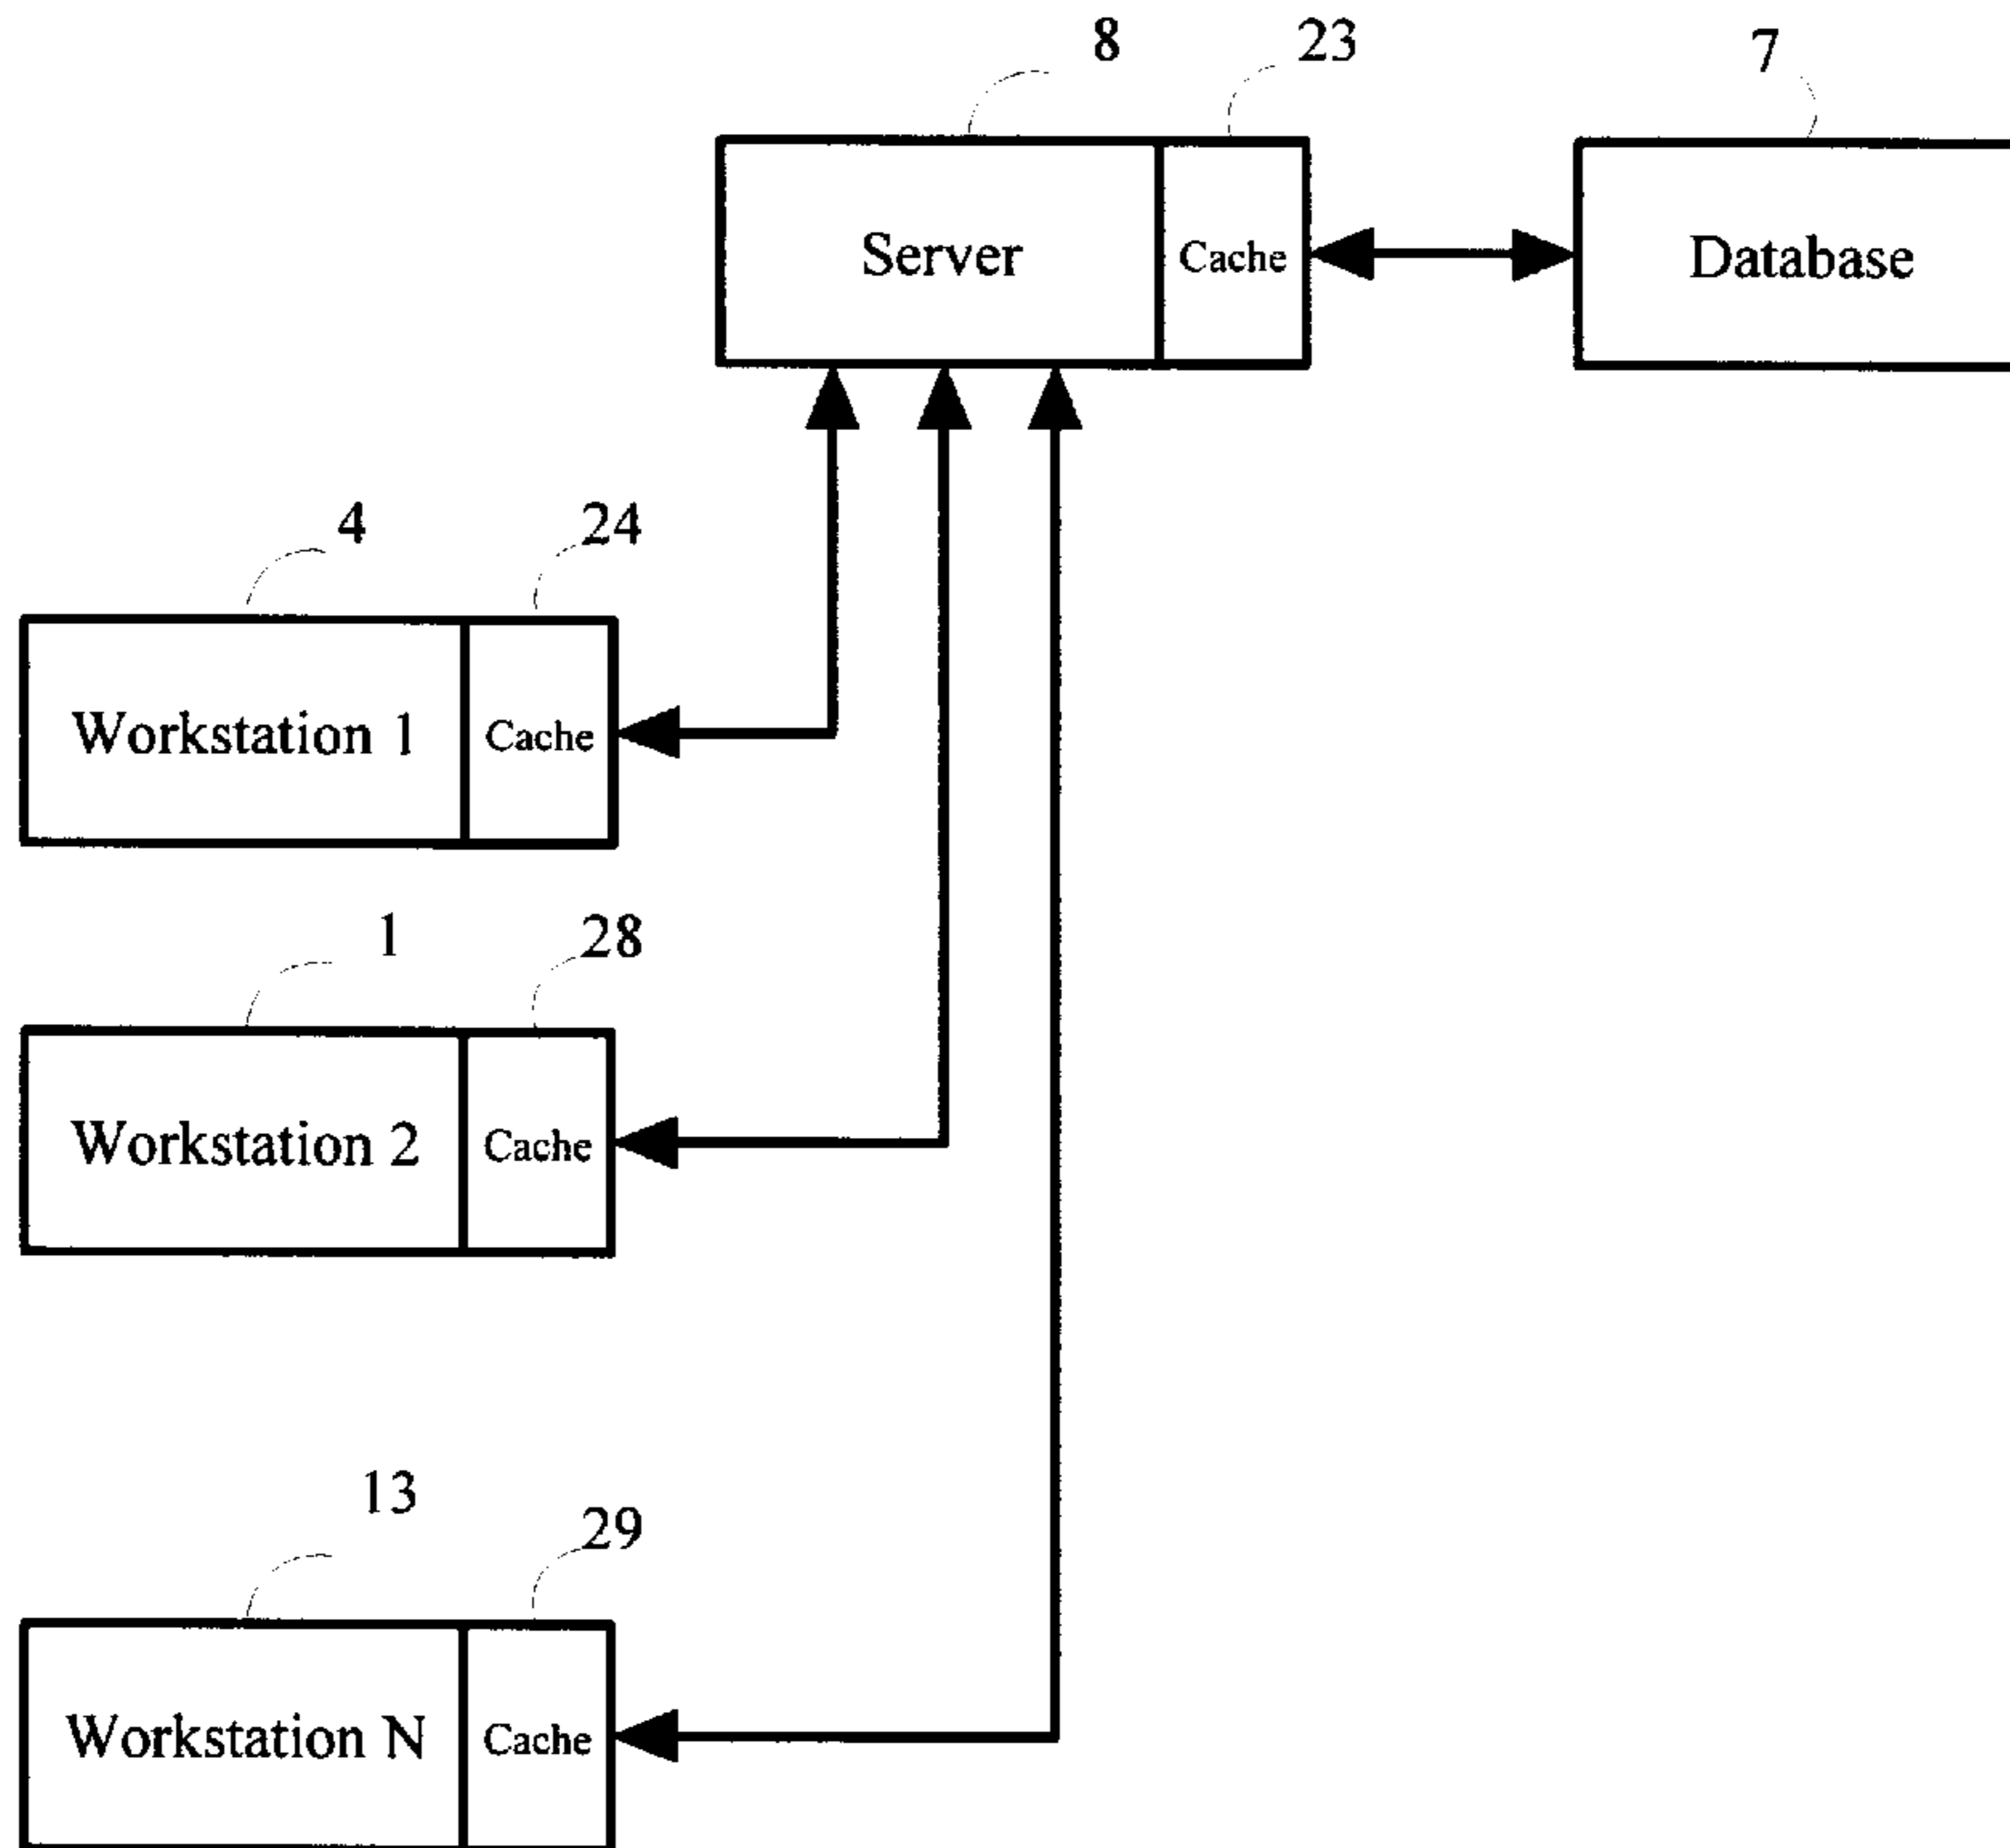 8 23 7
Server Cache Database
4 24
Workstation 1 Cache
1 28
Workstation 2 Cache
13 29
Workstation N Cache